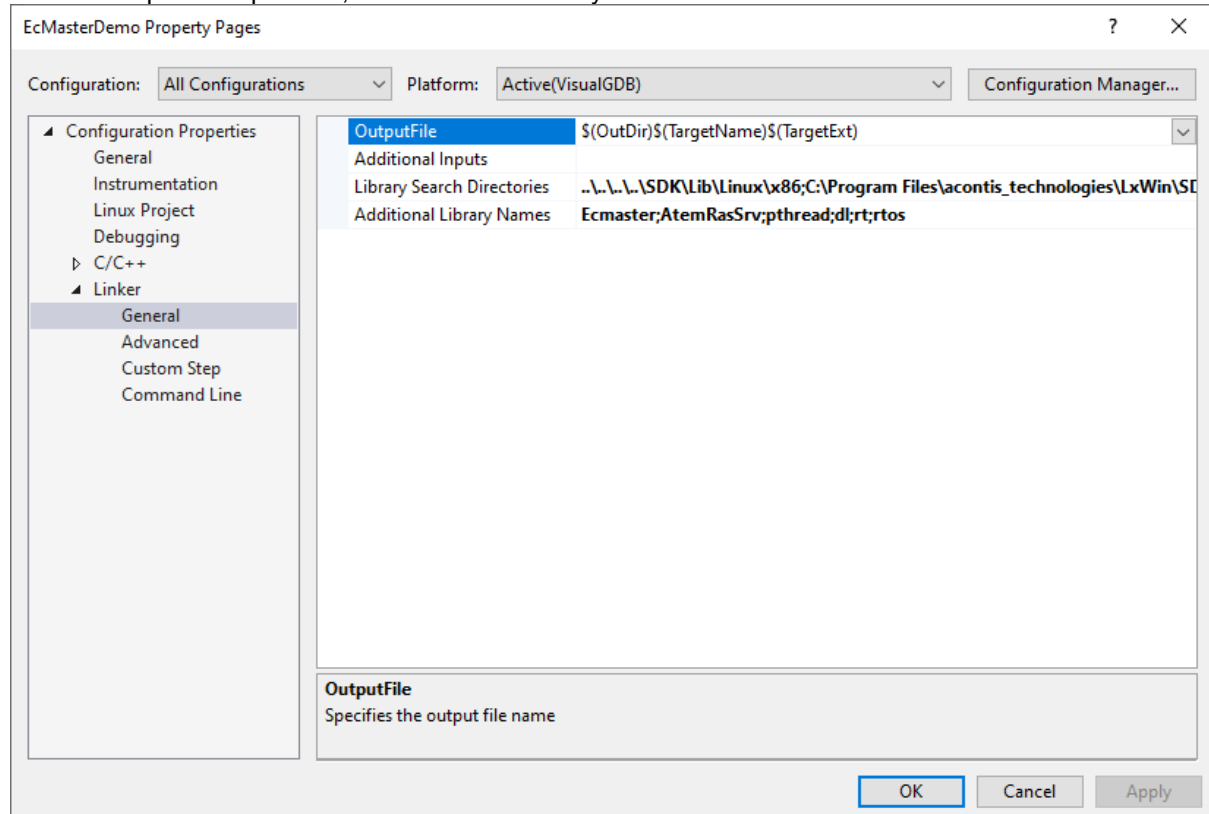 EcMasterDemo Property Pages ? ×
Configuration: All Configurations Platform: Active(VisualGDB) Configuration Manager...
Configuration Properties
General
Instrumentation
Linux Project
Debugging
C/C++
Linker
General
Advanced
Custom Step
Command Line
OutputFile $(OutDir)$(TargetName)$(TargetExt)
Additional Inputs
Library Search Directories ..\..\..\..\SDK\Lib\Linux\x86;C:\Program Files\acontis_technologies\LxWin\SD
Additional Library Names Ecmaster;AtemRasSrv;pthread;dl;rt;rtos
OutputFile
Specifies the output file name
OK Cancel Apply